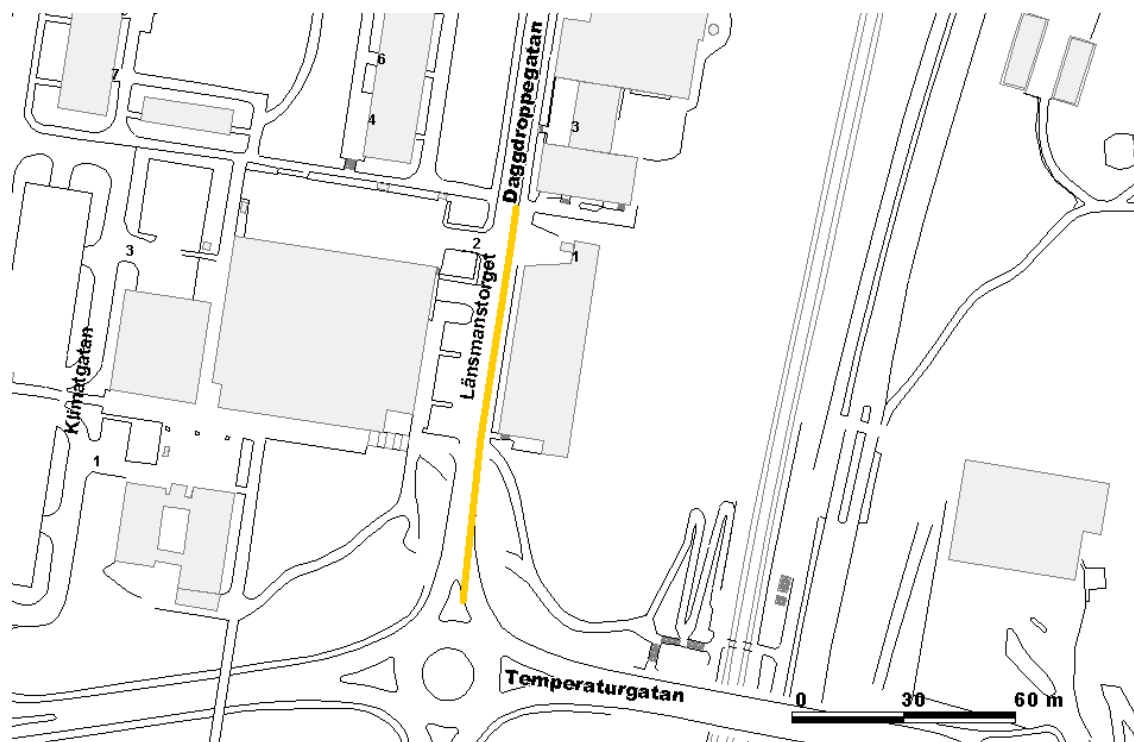 7
6
4
3
Daggdroppegatan
3
2
1
Länsmanstorget
Klimatgatan
1
Temperaturgatan
0 30 60 m